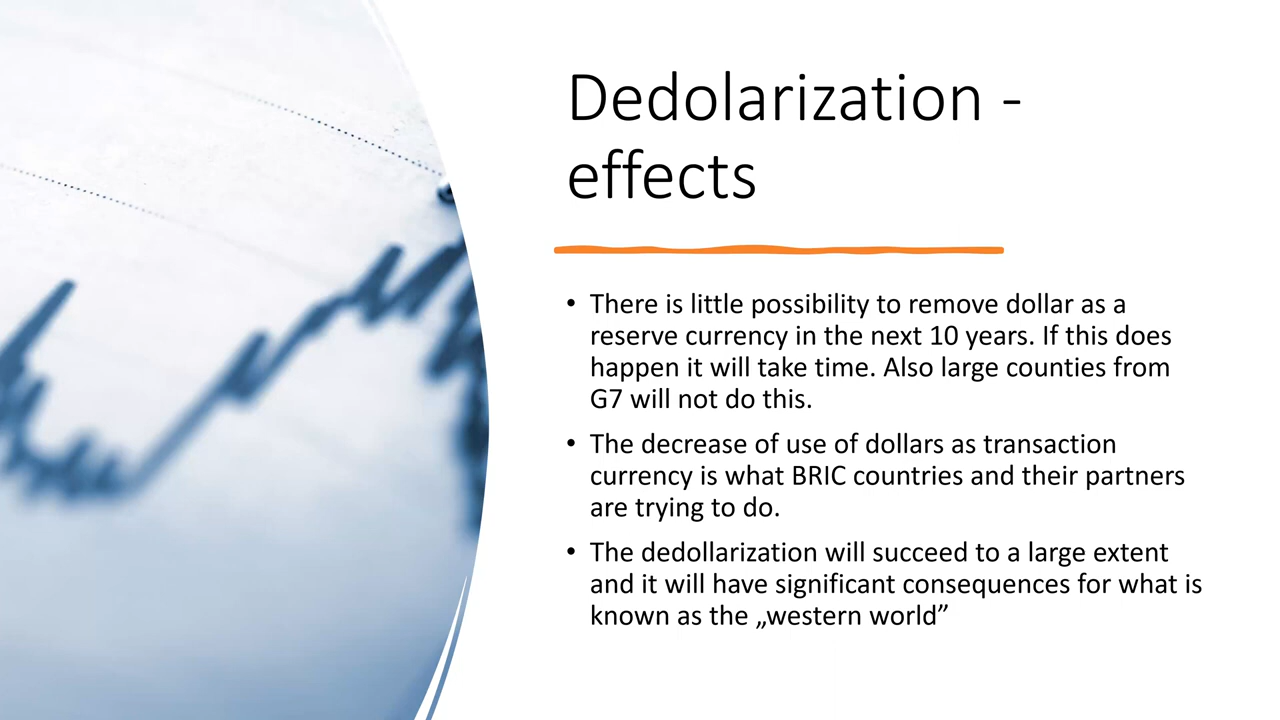 Dedolarization -
effects
• There is little possibility to remove dollar as a
reserve currency in the next 10 years. If this does
happen it will take time. Also large counties from
G7 will not do this.
• The decrease of use of dollars as transaction
currency is what BRIC countries and their partners
are trying to do.
• The dedollarization will succeed to a large extent
and it will have significant consequences for what is
known as the „western world”